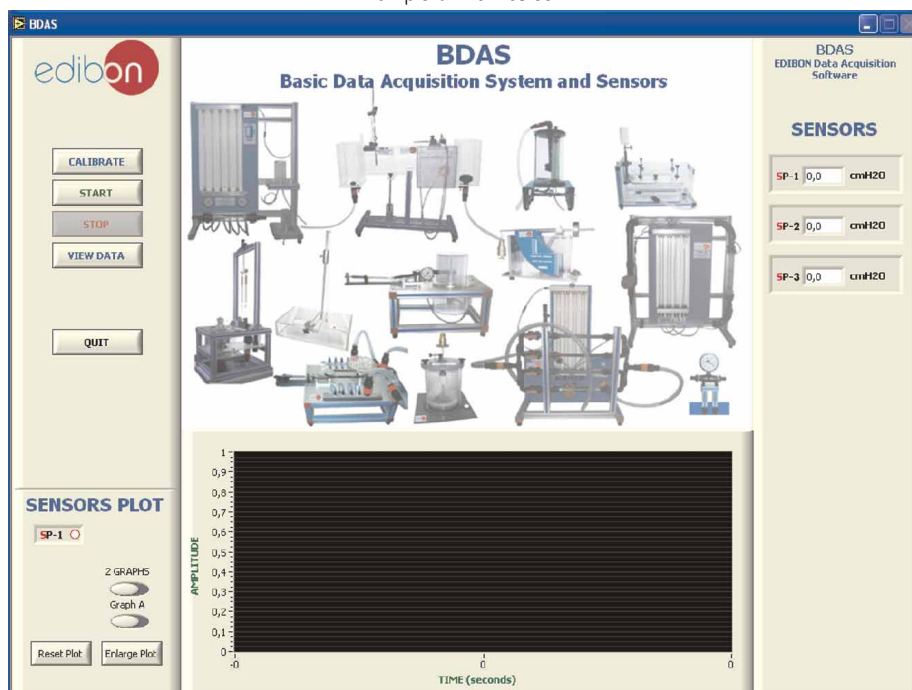 BDAS
edibon
CALIBRATE
START
STOP
VIEW DATA
QUIT
SENSORS PLOT
SP-1
2 GRAPHS
Graph A
Reset Plot
Enlarge Plot
BDAS
Basic Data Acquisition System and Sensors
1
0,9
0,8
0,7
0,6
0,5
0,4
0,3
0,2
0,1
0
AMPLITUDE
-0 0 0
TIME (seconds)
BDAS
EDIBON Data Acquisition
Software
SENSORS
SP-1 0,0 cmH2O
SP-2 0,0 cmH2O
SP-3 0,0 cmH2O